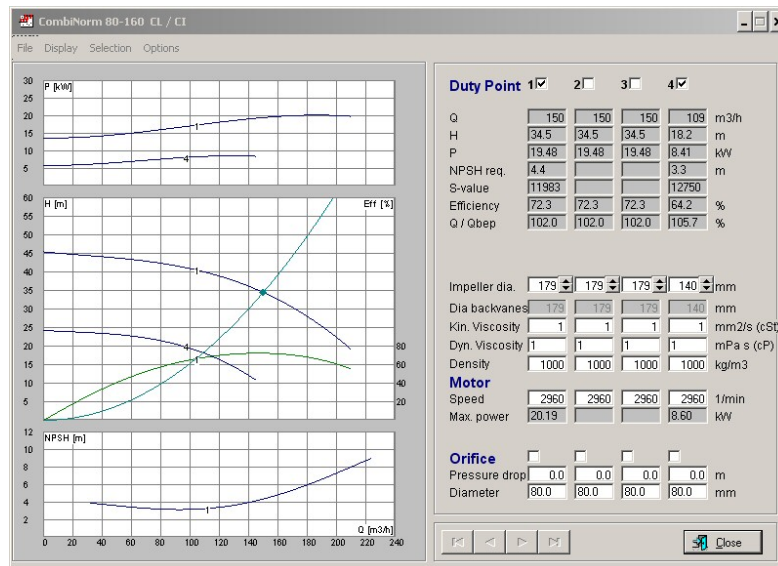 CombiNorm 80-160 CL / CI
File Display Selection Options
P [kW]
30
25
20
15
10
5
1
4
H [m]
Eff [%]
60
55
50
45
40
35
30
25
20
15
10
5
80
60
40
20
1
4
1
NPSH [m]
12
10
8
6
4
2
1
Q [m3/h]
0 20 40 60 80 100 120 140 160 180 200 220 240
Duty Point 1 2 3 4
Q 150 150 150 109 m3/h
H 34.5 34.5 34.5 18.2 m
P 19.48 19.48 19.48 8.41 kW
NPSH req. 4.4 3.3 m
S-value 11983 12750
Efficiency 72.3 72.3 72.3 64.2 %
Q / Qbep 102.0 102.0 102.0 105.7 %
Impeller dia. 179 179 179 140 mm
Dia backvanes 179 179 179 140 mm
Kin. Viscosity 1 1 1 1 mm2/s (cSt)
Dyn. Viscosity 1 1 1 1 mPa s (cP)
Density 1000 1000 1000 1000 kg/m3
Motor
Speed 2960 2960 2960 2960 1/min
Max. power 20.19 8.60 kW
Orifice
Pressure drop 0.0 0.0 0.0 0.0 m
Diameter 80.0 80.0 80.0 80.0 mm
Close